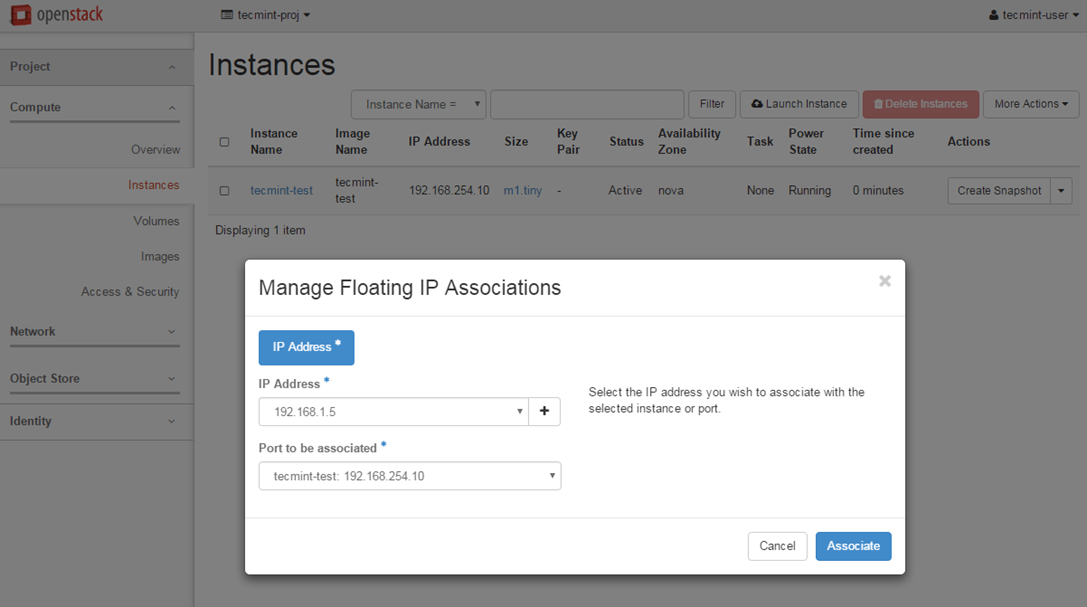 openstack
tecmint-proj
tecmint-user
Project
Compute
Overview
Instances
Volumes
Images
Access & Security
Network
Object Store
Identity
Instances
Instance Name =
Filter
Launch Instance
Delete Instances
More Actions
Instance Name
Image Name
IP Address
Size
Key Pair
Status
Availability Zone
Task
Power State
Time since created
Actions
tecmint-test
tecmint-
test
192.168.254.10
m1.tiny
-
Active
nova
None
Running
0 minutes
Create Snapshot
Displaying 1 item
Manage Floating IP Associations
×
IP Address *
IP Address *
192.168.1.5
+
Port to be associated *
tecmint-test: 192.168.254.10
Select the IP address you wish to associate with the
selected instance or port.
Cancel
Associate